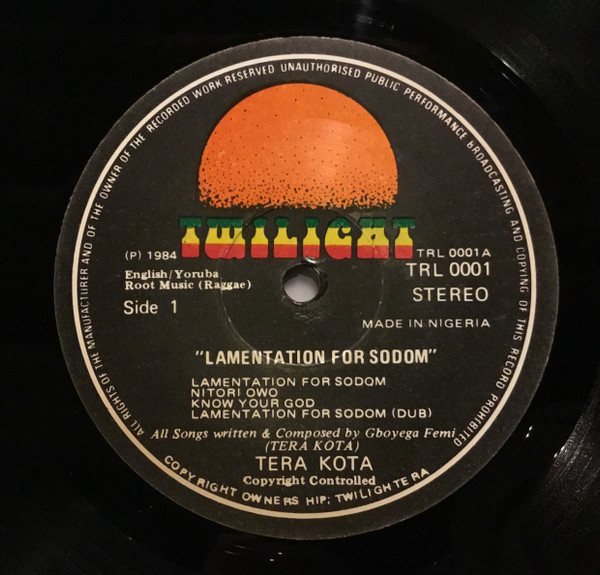 ALL RIGHTS OF THE MANUFACTURER AND OF THE OWNER OF THE RECORDED WORK RESERVED UNAUTHORISED PUBLIC PERFORMANCE BROADCASTING AND COPYING OF THIS RECORD PROHIBITED
TWILIGHT
(P) 1984
TRL 0001A
English/Yoruba
TRL 0001
Root Music (Raggae)
Side 1
STEREO
MADE IN NIGERIA
"LAMENTATION FOR SODOM"
LAMENTATION FOR SODOM
NITORI OWO
KNOW YOUR GOD
LAMENTATION FOR SODOM (DUB)
All Songs written & Composed by Gboyega Femi
(TERA KOTA)
TERA KOTA
Copyright Controlled
COPYRIGHT OWNERS HIP; TWILIGHTERA